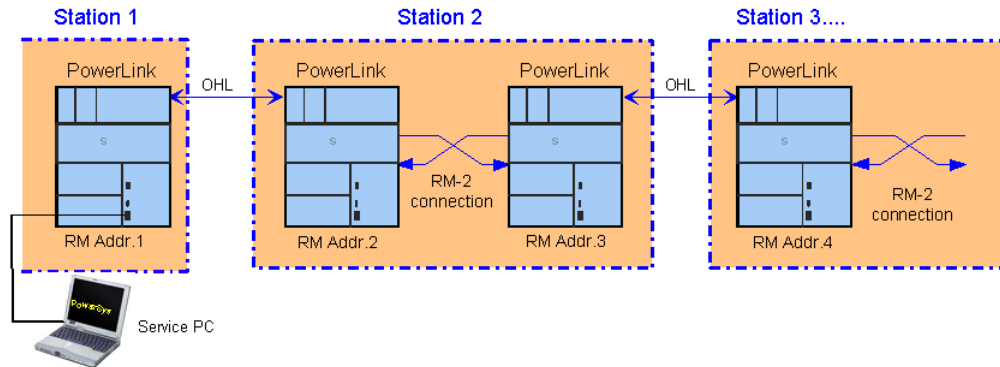 Station 1
Station 2
Station 3....
PowerLink
PowerLink
PowerLink
PowerLink
OHL
OHL
S
S
S
S
RM-2
connection
RM-2
connection
RM Addr.1
RM Addr.2
RM Addr.3
RM Addr.4
PowerSys
Service PC